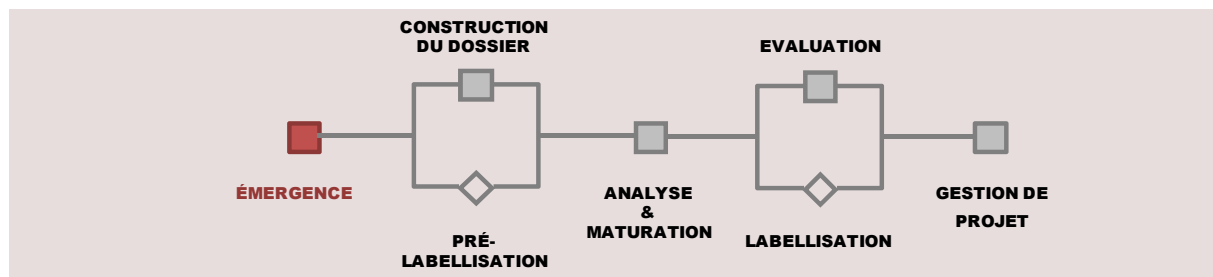 CONSTRUCTION
DU DOSSIER
EVALUATION
ÉMERGENCE
PRÉ-
LABELLISATION
ANALYSE
&
MATURATION
LABELLISATION
GESTION DE
PROJET